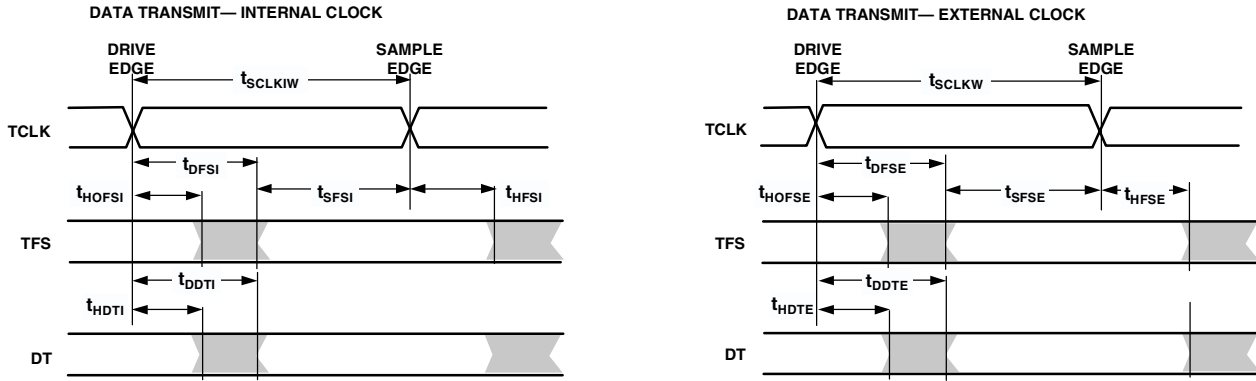 DATA TRANSMIT— INTERNAL CLOCK
DRIVE EDGE
SAMPLE EDGE
tSCLKIW
TCLK
tDFSI
tHOFSI
tSFSI
tHFSI
TFS
tDDTI
tHDTI
DT
DATA TRANSMIT— EXTERNAL CLOCK
DRIVE EDGE
SAMPLE EDGE
tSCLKW
TCLK
tDFSE
tHOFSE
tSFSE
tHFSE
TFS
tDDTE
tHDTE
DT